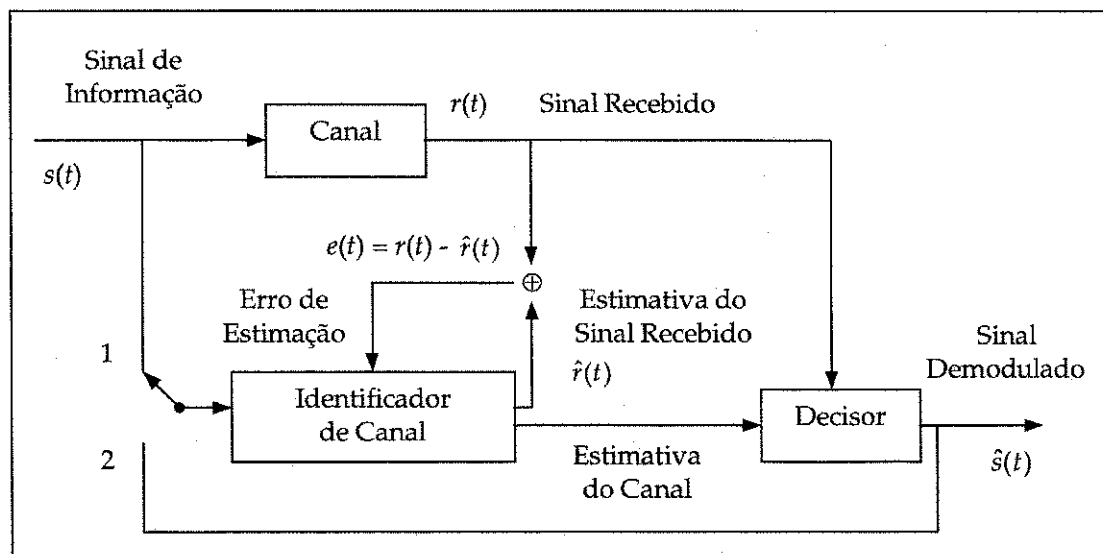 Sinal de
Informação
s(t)
Canal
r(t)
Sinal Recebido
e(t) = r(t) - r̂(t)
⊕
Erro de
Estimação
Estimativa do
Sinal Recebido
r̂(t)
Sinal
Demodulado
1
2
Identificador
de Canal
Decisor
Estimativa
do Canal
ŝ(t)